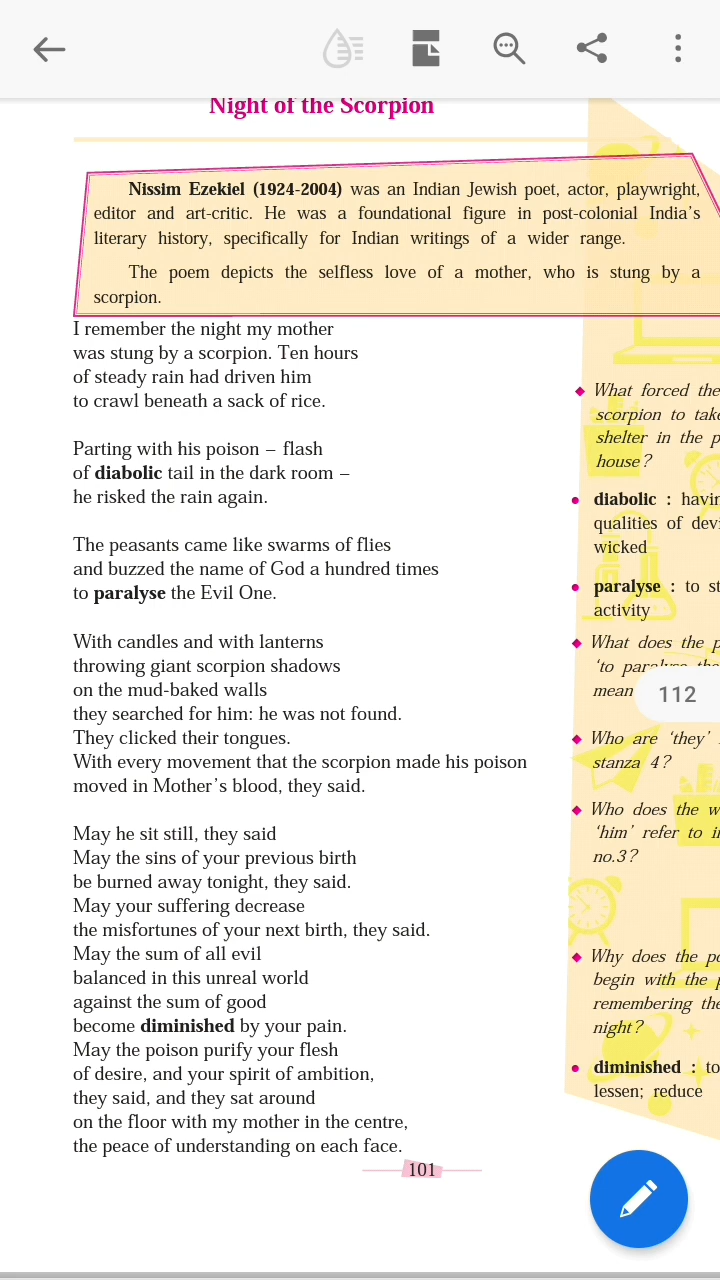 Night of the Scorpion
Nissim Ezekiel (1924-2004) was an Indian Jewish poet, actor, playwright,
editor and art-critic. He was a foundational figure in post-colonial India's
literary history, specifically for Indian writings of a wider range.
The poem depicts the selfless love of a mother, who is stung by a
scorpion.
I remember the night my mother
was stung by a scorpion. Ten hours
of steady rain had driven him
to crawl beneath a sack of rice.
Parting with his poison – flash
of diabolic tail in the dark room –
he risked the rain again.
The peasants came like swarms of flies
and buzzed the name of God a hundred times
to paralyse the Evil One.
With candles and with lanterns
throwing giant scorpion shadows
on the mud-baked walls
they searched for him: he was not found.
They clicked their tongues.
With every movement that the scorpion made his poison
moved in Mother's blood, they said.
May he sit still, they said
May the sins of your previous birth
be burned away tonight, they said.
May your suffering decrease
the misfortunes of your next birth, they said.
May the sum of all evil
balanced in this unreal world
against the sum of good
become diminished by your pain.
May the poison purify your flesh
of desire, and your spirit of ambition,
they said, and they sat around
on the floor with my mother in the centre,
the peace of understanding on each face.
What forced the
scorpion to take
shelter in the
house?
diabolic :
qualities of
wicked
paralyse : to
activity
What does the
'to paralyse the
mean
112
Who are 'they'
stanza 4?
Who does the
'him' refer to
no.3?
Why does the
begin with the
remembering the
night?
diminished : to
lessen; reduce
101